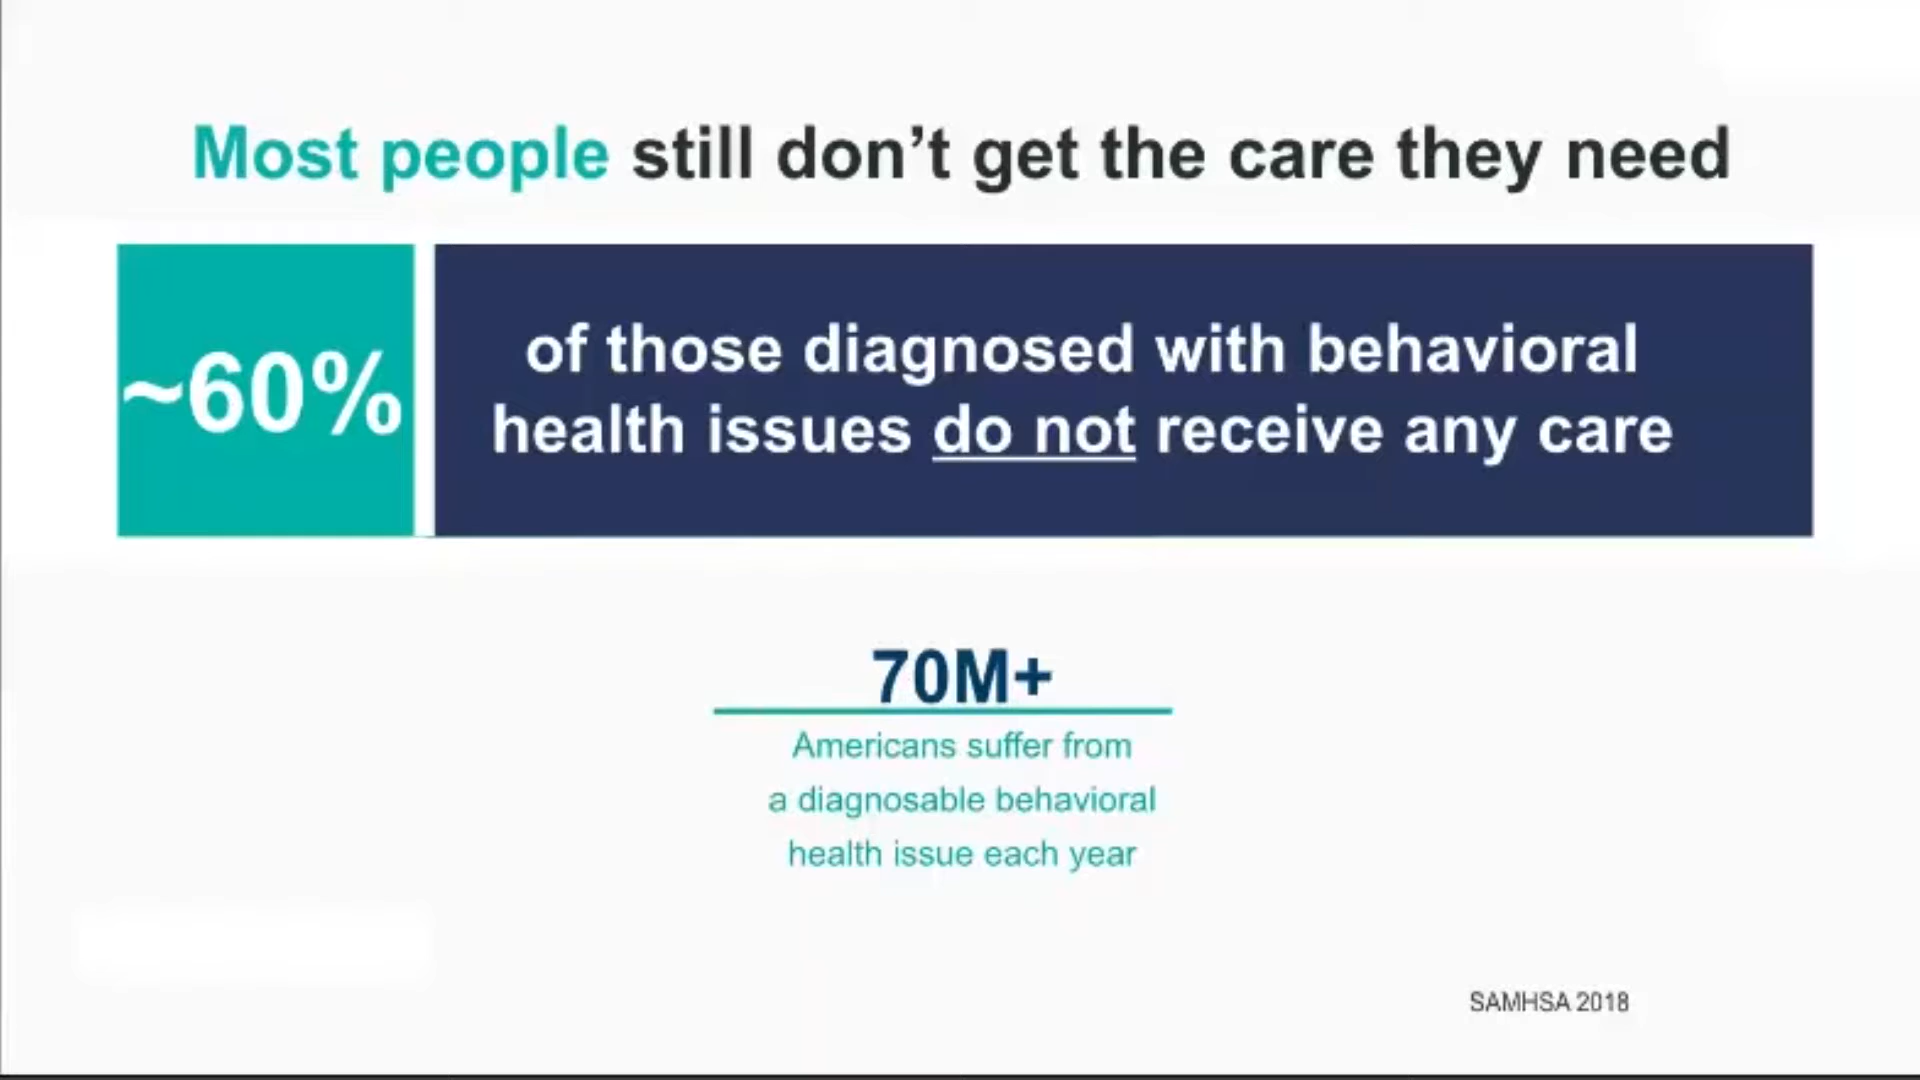 Most people still don’t get the care they need
~60%
of those diagnosed with behavioral
health issues do not receive any care
70M+
Americans suffer from
a diagnosable behavioral
health issue each year
SAMHSA 2018